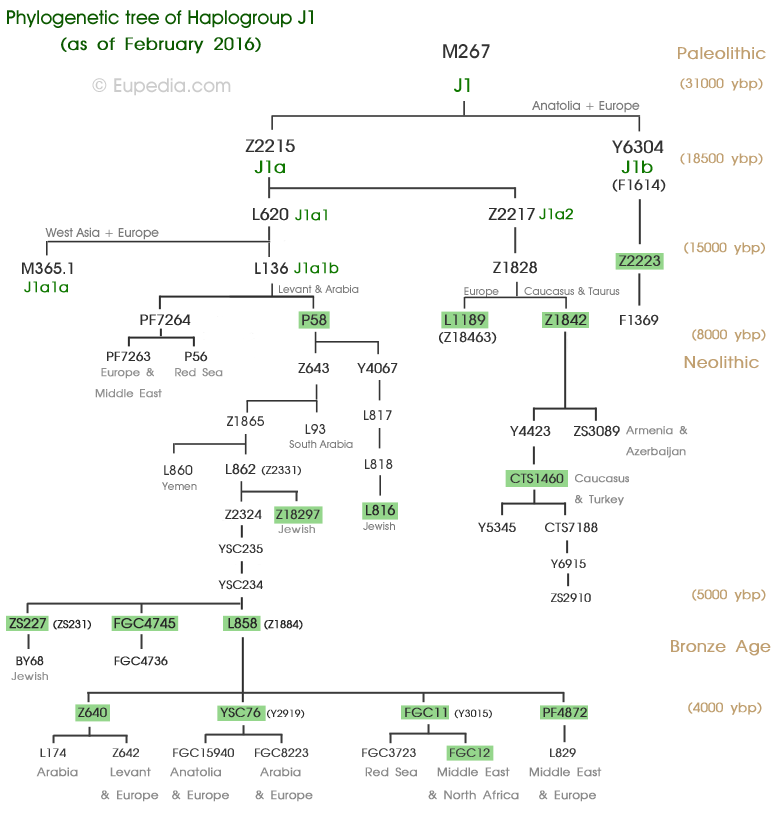 Phylogenetic tree of Haplogroup J1
(as of February 2016)
M267
Paleolithic
© Eupedia.com
J1
(31000 ybp)
Anatolia + Europe
Z2215
Y6304
J1a
J1b
(18500 ybp)
(F1614)
L620 J1a1
Z2217 J1a2
West Asia + Europe
(15000 ybp)
M365.1
L136 J1a1b
Z1828
Z2223
J1a1a
Levant & Arabia
Europe
Caucasus & Taurus
PF7264
P58
L1189
Z1842
F1369
(Z18463)
(8000 ybp)
PF7263
P56
Z643
Y4067
Neolithic
Europe &
Red Sea
Middle East
Z1865
L93
L817
Y4423
ZS3089
Armenia &
South Arabia
Azerbaijan
L860
L862 (Z2331)
L818
CTS1460
Caucasus
Yemen
& Turkey
Z2324
Z18297
L816
Jewish
Jewish
Y5345
CTS7188
YSC235
Y6915
YSC234
ZS2910
(5000 ybp)
ZS227 (ZS231)
FGC4745
L858 (Z1884)
Bronze Age
BY68
FGC4736
Jewish
Z640
YSC76 (Y2919)
FGC11 (Y3015)
PF4872
(4000 ybp)
L174
Z642
FGC15940
FGC8223
FGC3723
FGC12
L829
Arabia
Levant
Anatolia
Arabia
Red Sea
Middle East
Middle East
& Europe
& Europe
& Europe
& North Africa
& Europe